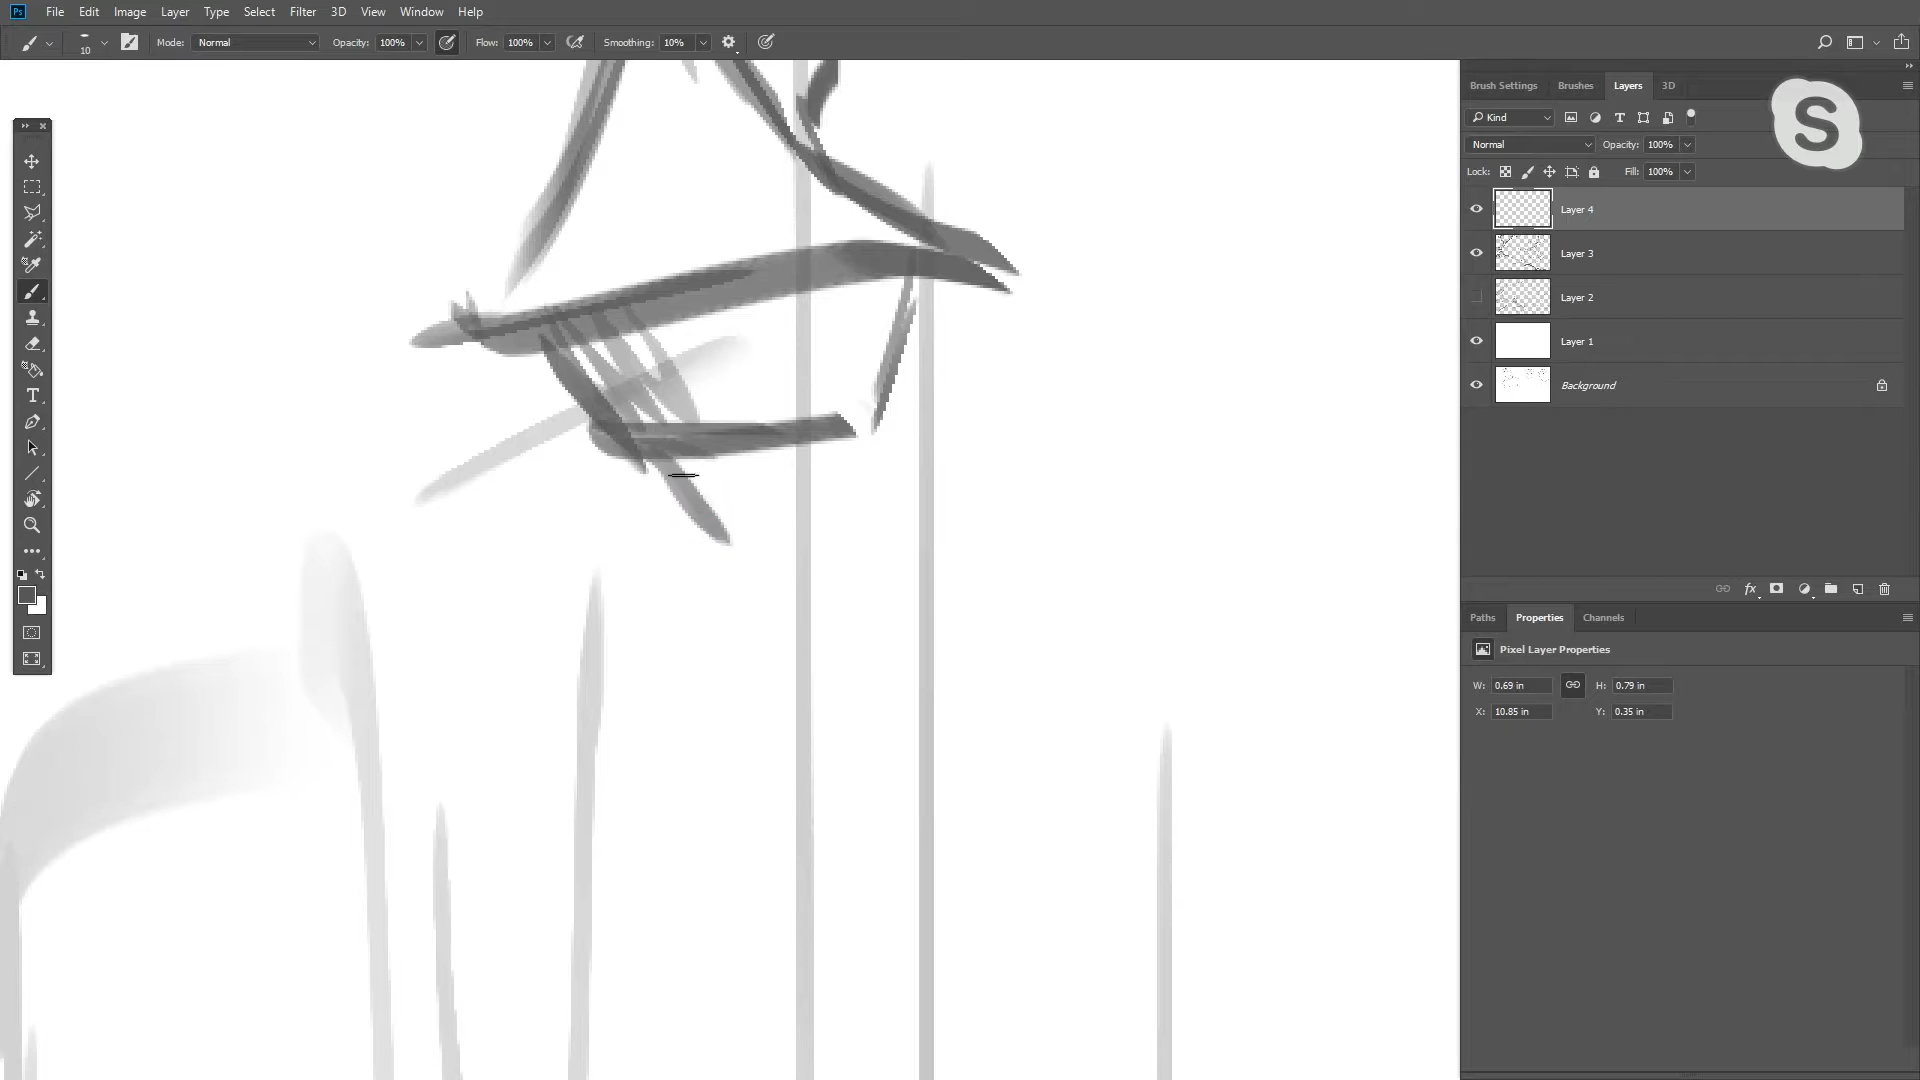 Ps File Edit Image Layer Type Select Filter 3D View Window Help
10 Mode: Normal Opacity: 100% Flow: 100% Smoothing: 10%
Brush Settings Brushes Layers 3D
Kind
Normal Opacity: 100%
Lock: Fill: 100%
Layer 4
Layer 3
Layer 2
Layer 1
Background
fx
Paths Properties Channels
Pixel Layer Properties
W: 0.69 in H: 0.79 in
X: 10.85 in Y: 0.35 in
S